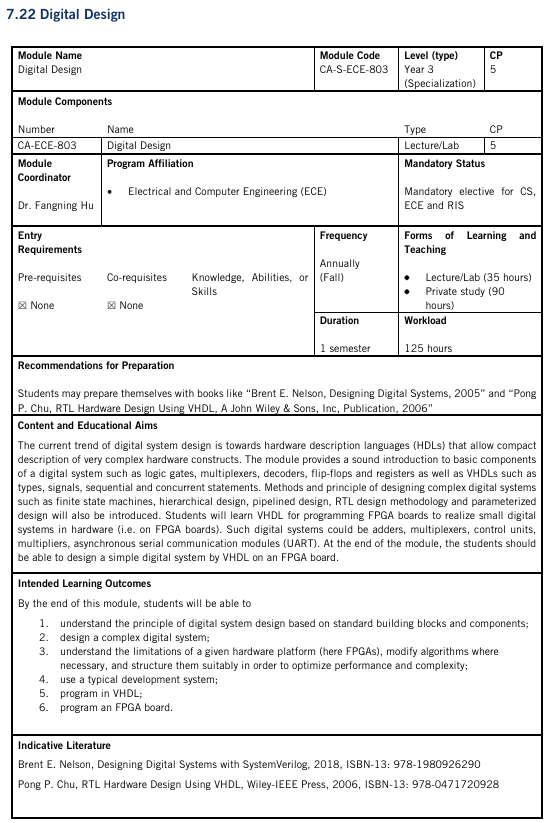 7.22 Digital Design
Module Name
Digital Design
Module Code
CA-S-ECE-803
Level (type)
Year 3
(Specialization)
CP
5
Module Components
Number Name Type CP
CA-ECE-803 Digital Design Lecture/Lab 5
Module
Coordinator
Dr. Fangning Hu
Program Affiliation
• Electrical and Computer Engineering (ECE)
Mandatory Status
Mandatory elective for CS,
ECE and RIS
Entry
Requirements
Pre-requisites Co-requisites Knowledge, Abilities, or
Skills
☒ None ☒ None
Frequency
Annually
(Fall)
Forms of Learning and
Teaching
• Lecture/Lab (35 hours)
• Private study (90
hours)
Duration
1 semester
Workload
125 hours
Recommendations for Preparation
Students may prepare themselves with books like “Brent E. Nelson, Designing Digital Systems, 2005” and “Pong
P. Chu, RTL Hardware Design Using VHDL, A John Wiley & Sons, Inc, Publication, 2006”
Content and Educational Aims
The current trend of digital system design is towards hardware description languages (HDLs) that allow compact
description of very complex hardware constructs. The module provides a sound introduction to basic components
of a digital system such as logic gates, multiplexers, decoders, flip-flops and registers as well as VHDLs such as
types, signals, sequential and concurrent statements. Methods and principle of designing complex digital systems
such as finite state machines, hierarchical design, pipelined design, RTL design methodology and parameterized
design will also be introduced. Students will learn VHDL for programming FPGA boards to realize small digital
systems in hardware (i.e. on FPGA boards). Such digital systems could be adders, multiplexers, control units,
multipliers, asynchronous serial communication modules (UART). At the end of the module, the students should
be able to design a simple digital system by VHDL on an FPGA board.
Intended Learning Outcomes
By the end of this module, students will be able to
1. understand the principle of digital system design based on standard building blocks and components;
2. design a complex digital system;
3. understand the limitations of a given hardware platform (here FPGAs), modify algorithms where
necessary, and structure them suitably in order to optimize performance and complexity;
4. use a typical development system;
5. program in VHDL;
6. program an FPGA board.
Indicative Literature
Brent E. Nelson, Designing Digital Systems with SystemVerilog, 2018, ISBN-13: 978-1980926290
Pong P. Chu, RTL Hardware Design Using VHDL, Wiley-IEEE Press, 2006, ISBN-13: 978-0471720928